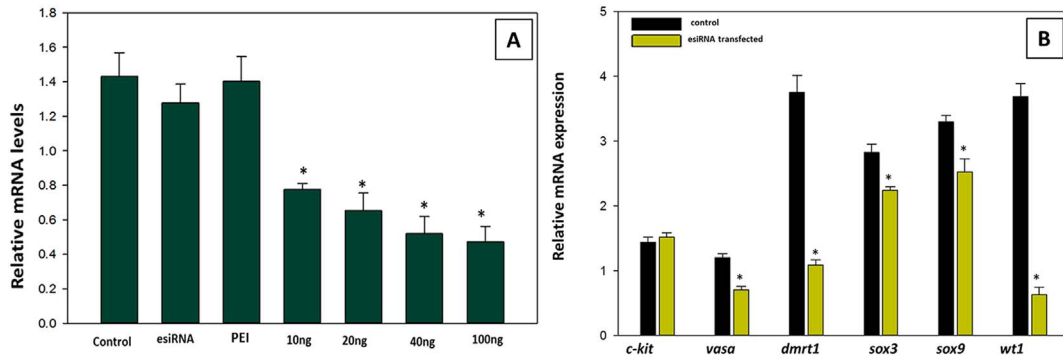 A
Relative mRNA levels
1.8
1.6
1.4
1.2
1.0
0.8
0.6
0.4
0.2
0.0
* * * *
Control esiRNA PEI 10ng 20ng 40ng 100ng
B
control
esiRNA transfected
Relative mRNA expression
5
4
3
2
1
0
* * * * *
c-kit vasa dmrt1 sox3 sox9 wt1